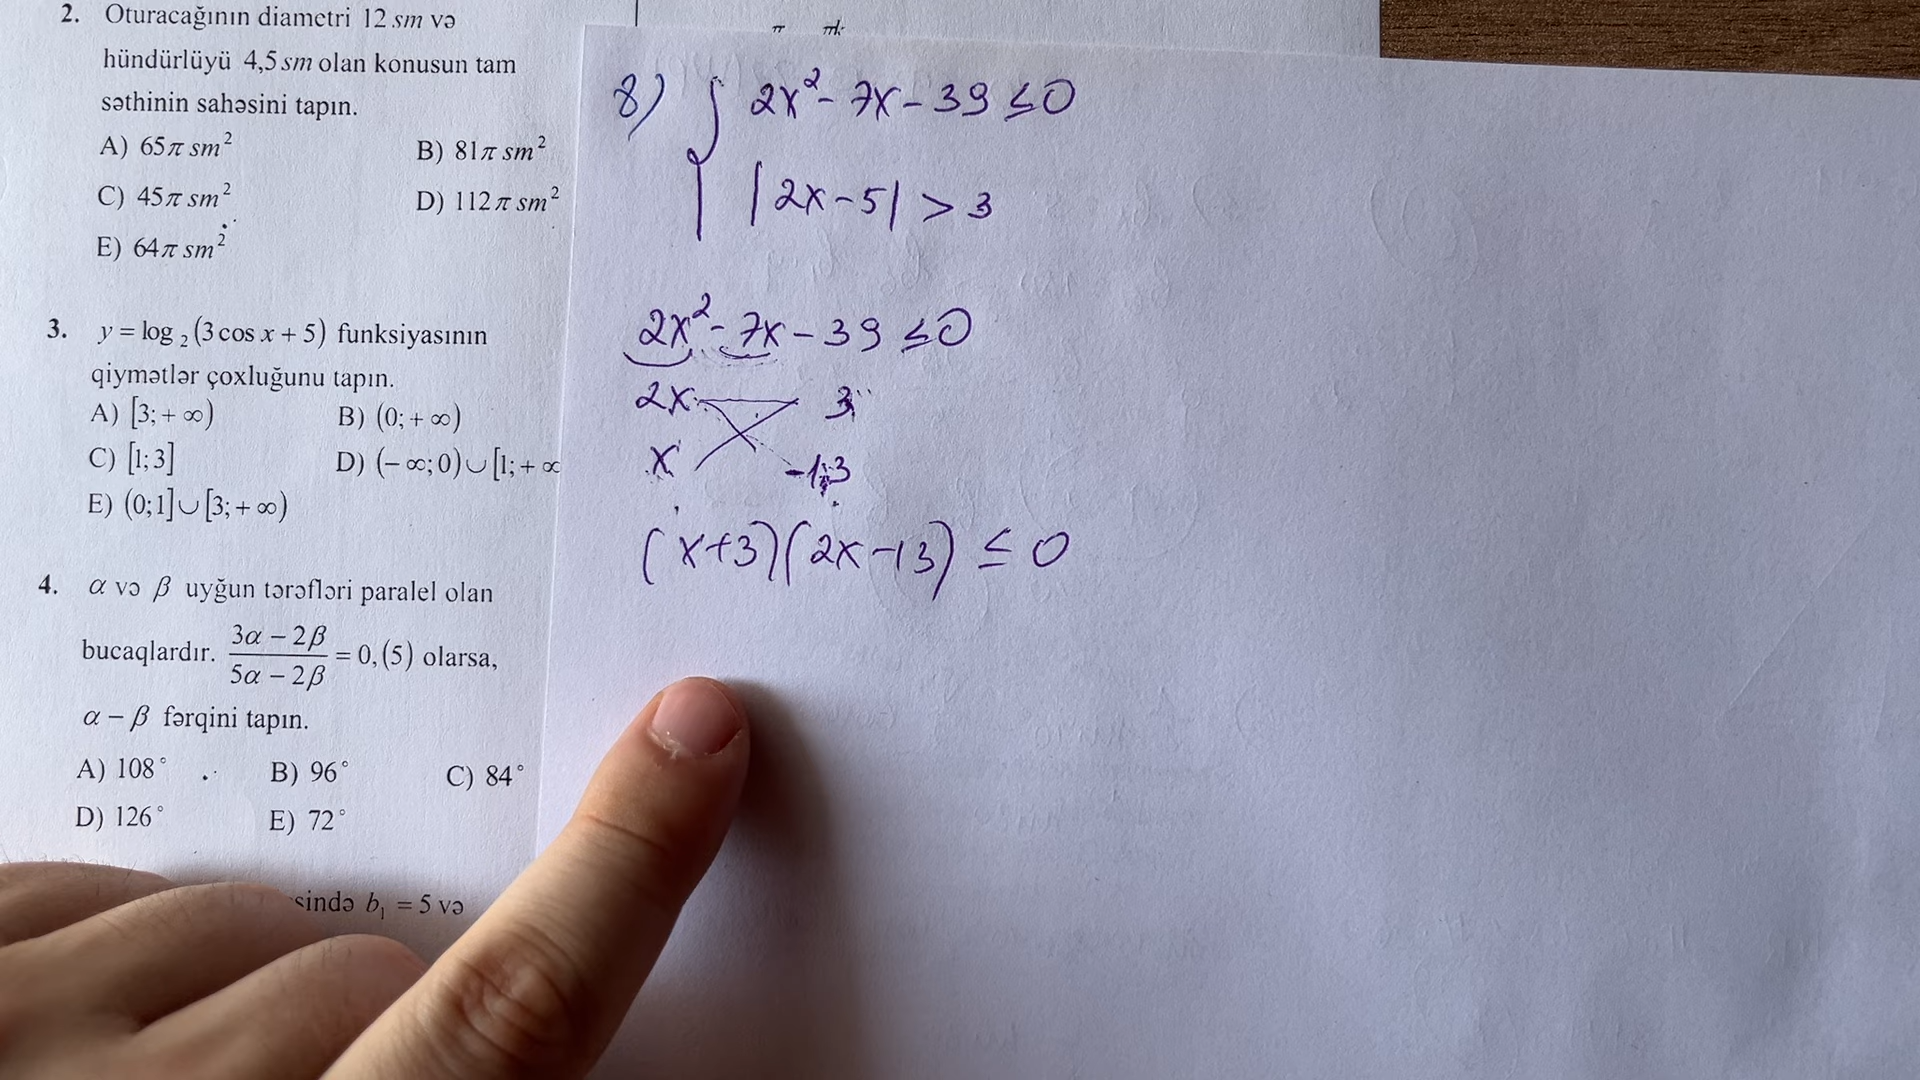 2. Oturacağının diametri 12 sm və
hündürlüyü 4,5 sm olan konusun tam
səthinin sahəsini tapın.
A) 65π sm² B) 81π sm²
C) 45π sm² D) 112π sm²
E) 64π sm²
3. y = log₂(3 cos x + 5) funksiyasının
qiymətlər çoxluğunu tapın.
A) [3; + ∞) B) (0; + ∞)
C) [1; 3] D) (− ∞; 0) ∪ [1; + ∞
E) (0; 1] ∪ [3; + ∞)
4. α və β uyğun tərəfləri paralel olan
bucaqlardır. (3α − 2β)/(5α − 2β) = 0,(5) olarsa,
α − β fərqini tapın.
A) 108° B) 96° C) 84°
D) 126° E) 72°
sində b₁ = 5 və
8) { 2x² - 7x - 39 ≤ 0
|2x - 5| > 3
2x² - 7x - 39 ≤ 0
2x 3
x -13
(x+3)(2x-13) ≤ 0